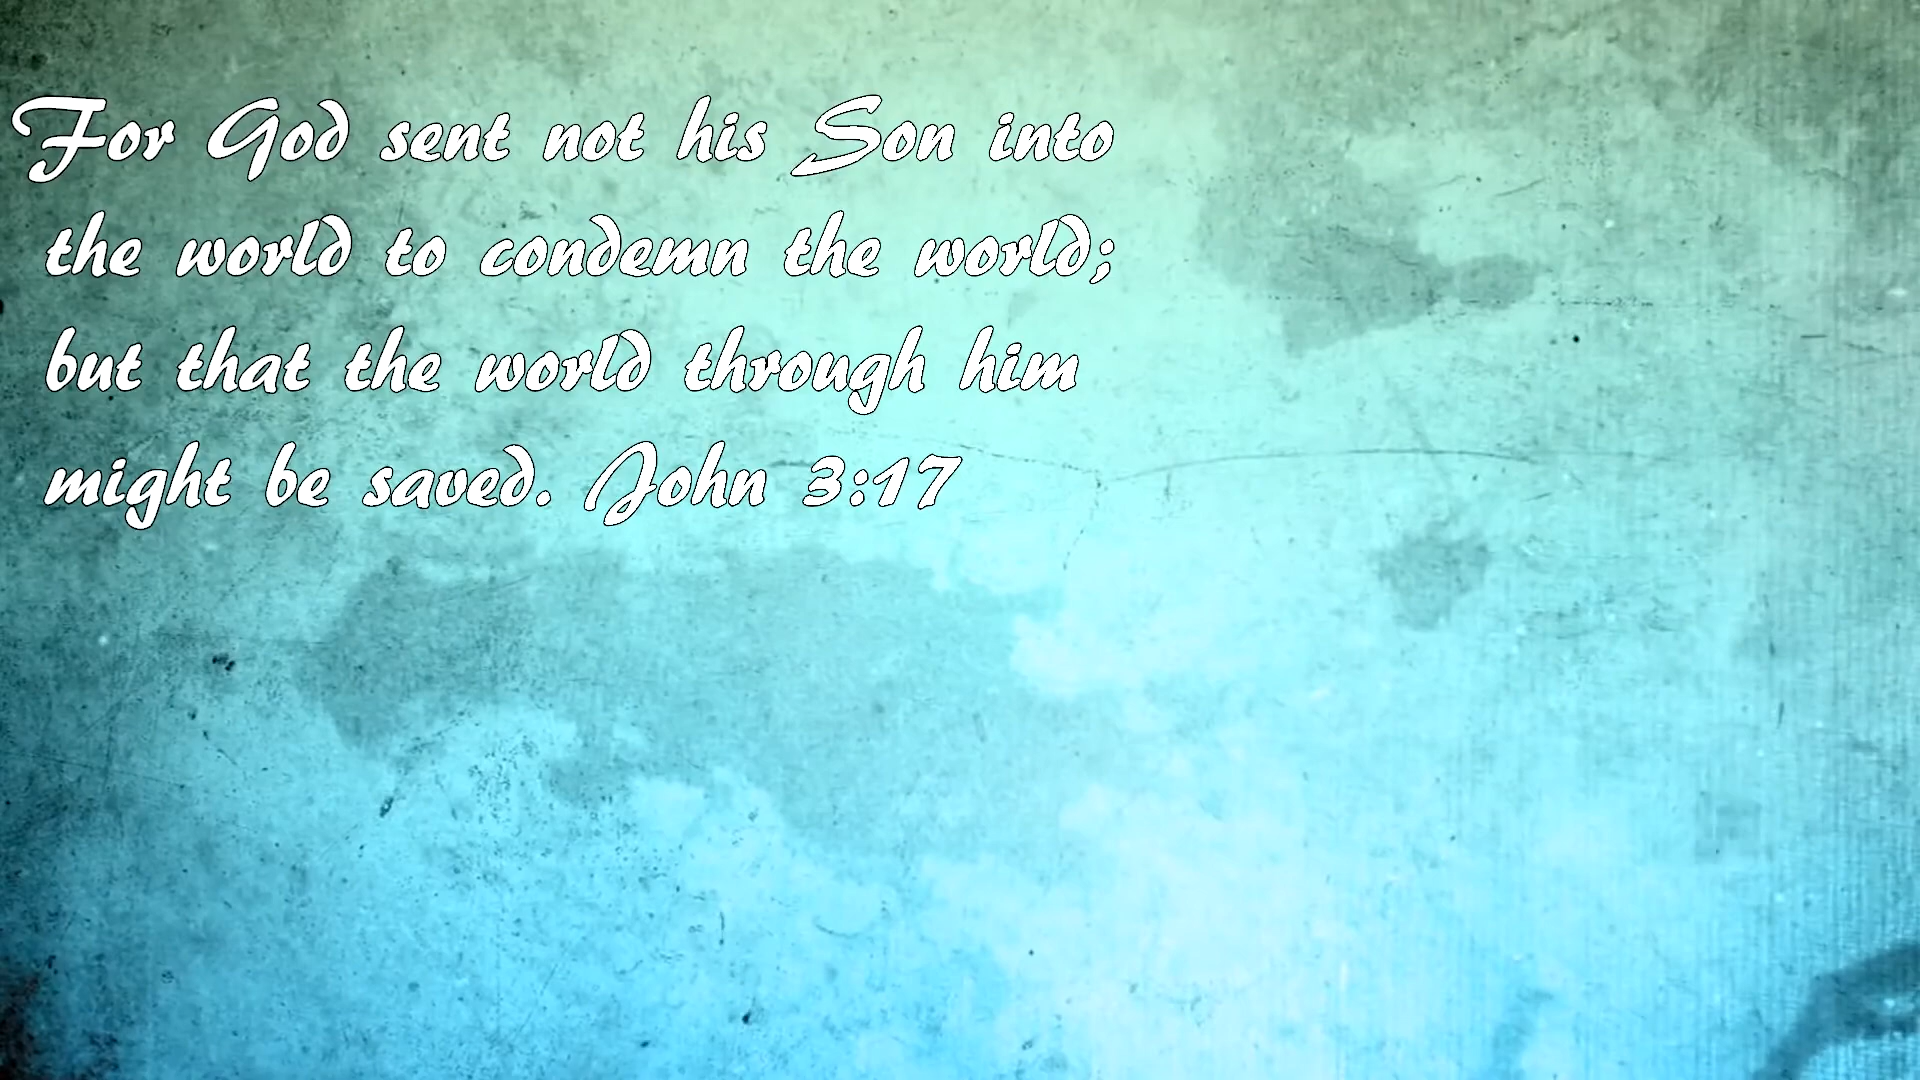 For God sent not his Son into
the world to condemn the world;
but that the world through him
might be saved. John 3:17